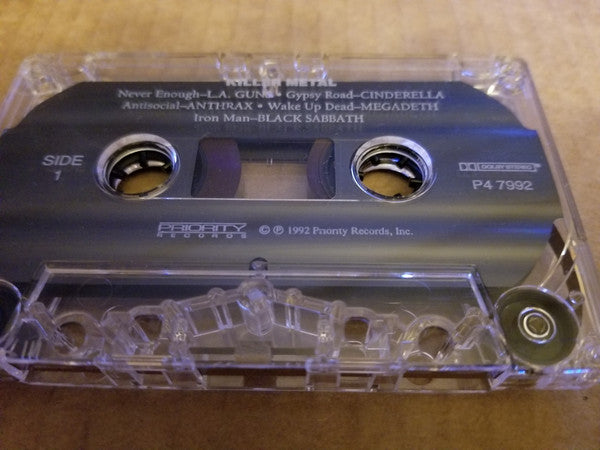 KILLER METAL
Never Enough–L.A. GUNS • Gypsy Road–CINDERELLA
Antisocial–ANTHRAX • Wake Up Dead–MEGADETH
Iron Man–BLACK SABBATH
SIDE
1
DOLBY STEREO
P4 7992
PRIORITY
RECORDS
© ℗ 1992 Priority Records, Inc.